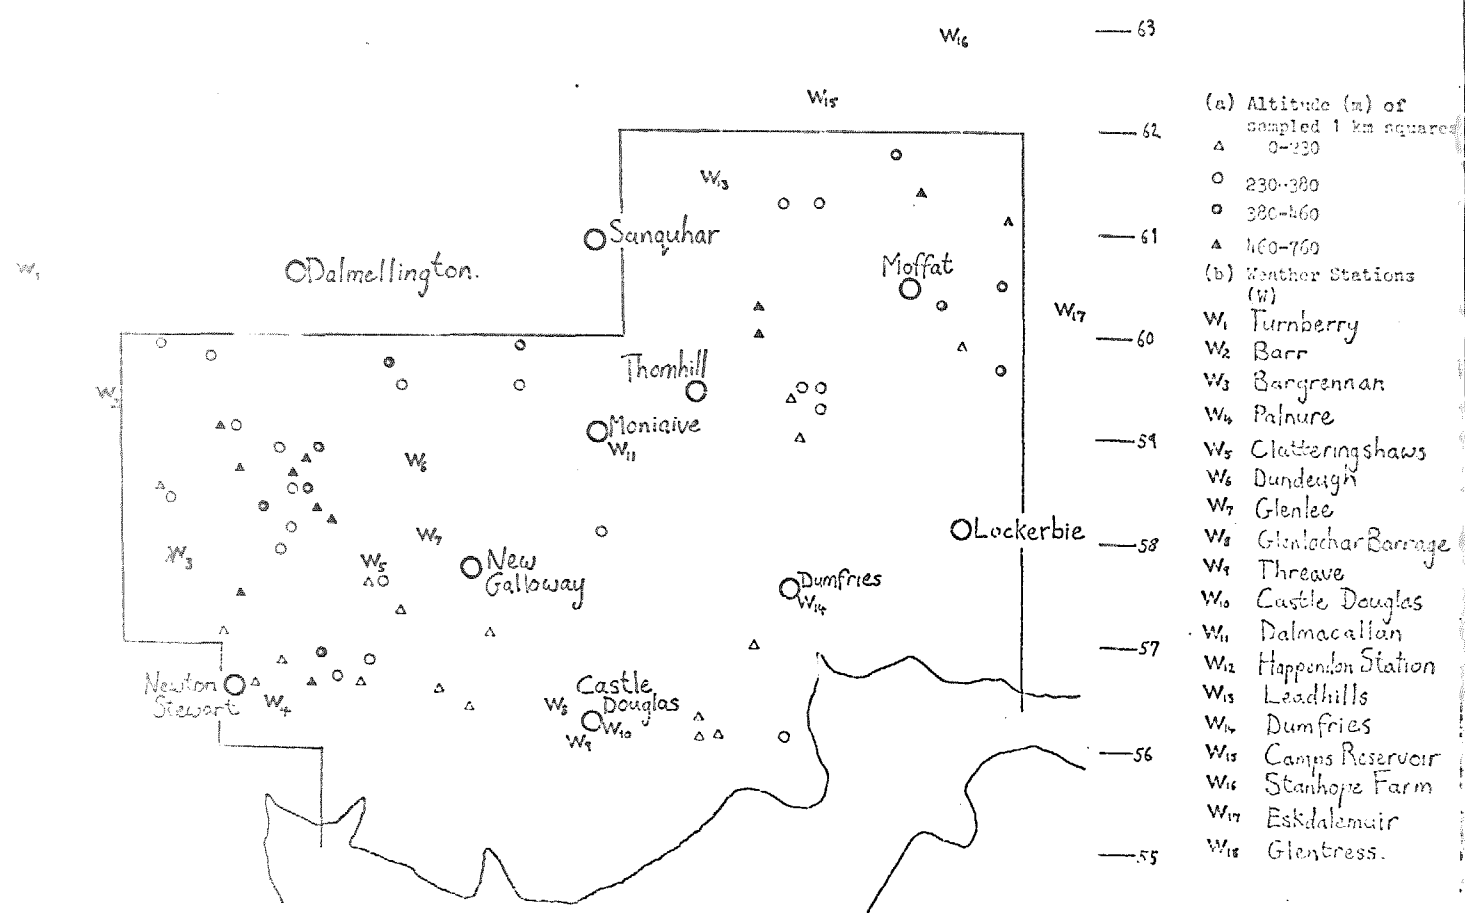 W₁₆
63
W₁₅
(a) Altitude (m) of
sampled 1 km squares
62
0-230
W₁₃
230-380
380-460
Sanquhar
61
460-760
W₁
Dalmellington.
Moffat
(b) Weather Stations
(W)
W₁₇
W₁ Turnberry
60
W₂ Barr
Thornhill
W₃ Bargrennan
W₂
W₄ Palnure
Moniaive
W₁₁
59
W₅ Clatteringshaws
W₆
W₆ Dundeugh
W₇ Glenlee
W₇
Lockerbie
58
W₈ Glenlochar Barrage
W₃
W₅
New
Galloway
W₉ Threave
Dumfries
W₁₄
W₁₀ Castle Douglas
W₁₁ Dalmacallan
57
W₁₂ Happendon Station
Newton
Stewart
W₄
Castle
Douglas
W₈
W₁₀
W₉
W₁₃ Leadhills
W₁₄ Dumfries
56
W₁₅ Camps Reservoir
W₁₆ Stanhope Farm
W₁₇ Eskdalemuir
55
W₁₈ Glentress.